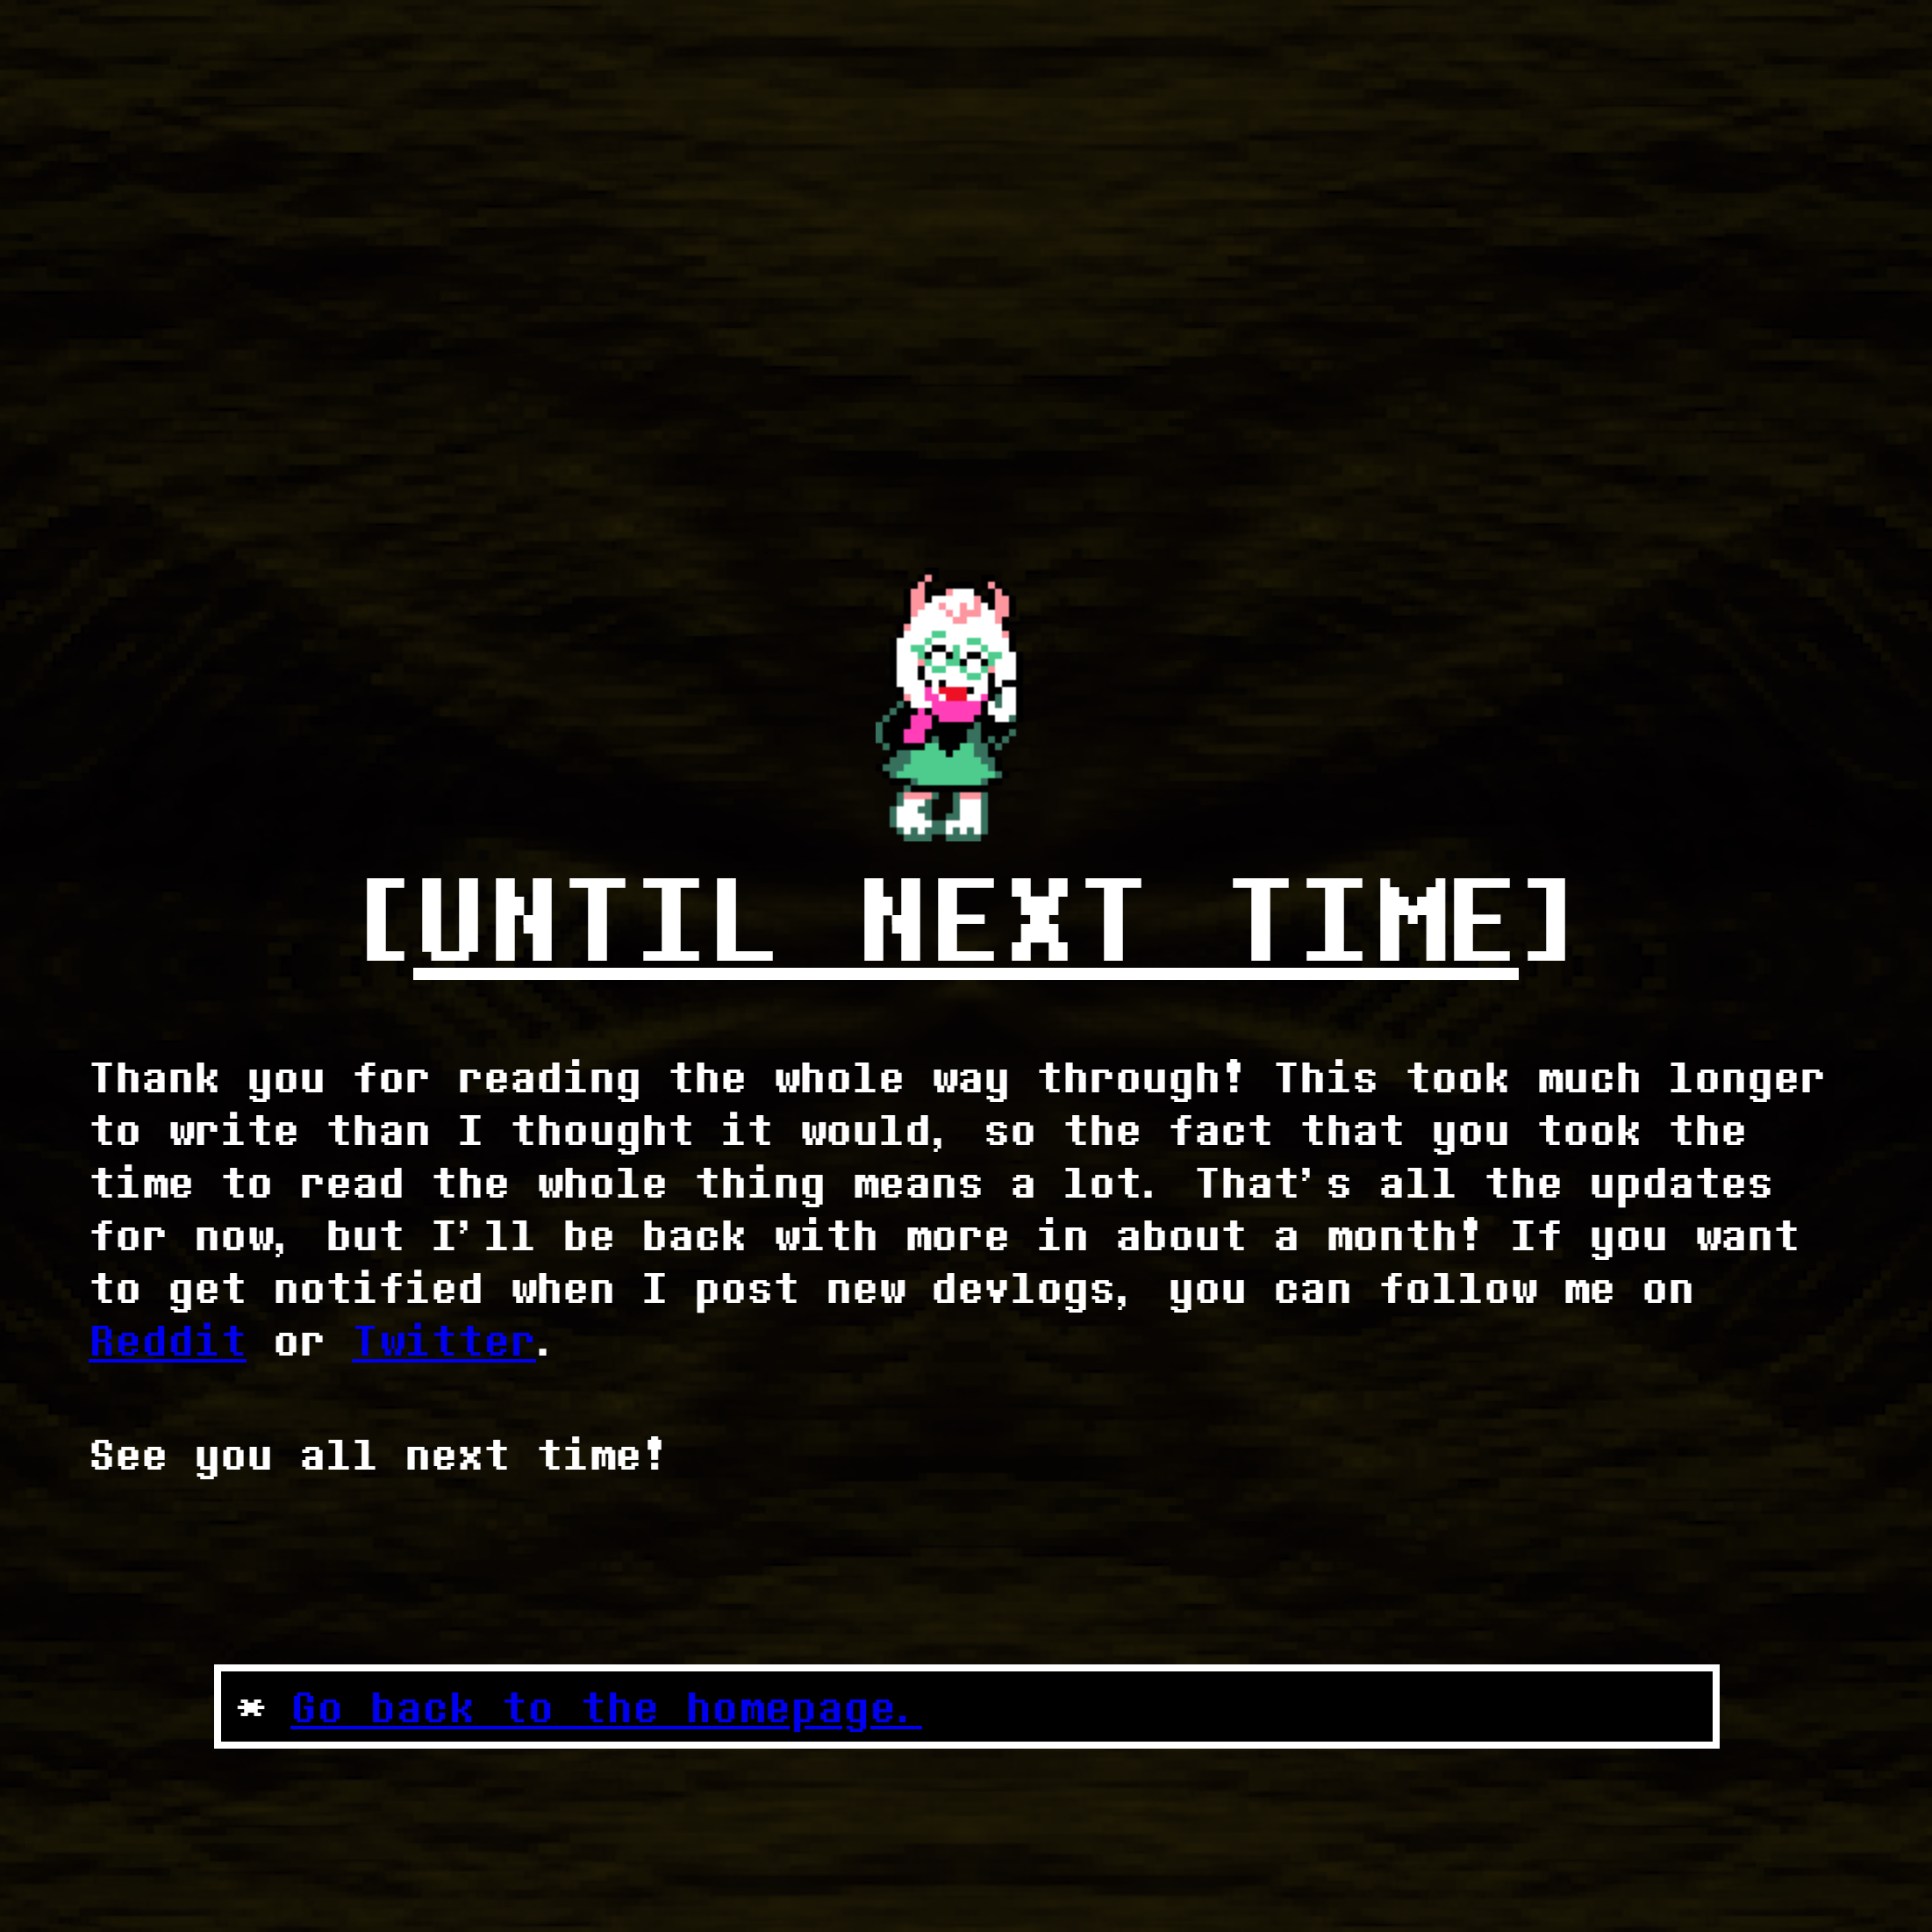 [UNTIL NEXT TIME]
Thank you for reading the whole way through! This took much longer
to write than I thought it would, so the fact that you took the
time to read the whole thing means a lot. That's all the updates
for now, but I'll be back with more in about a month! If you want
to get notified when I post new devlogs, you can follow me on
Reddit or Twitter.
See you all next time!
* Go back to the homepage.